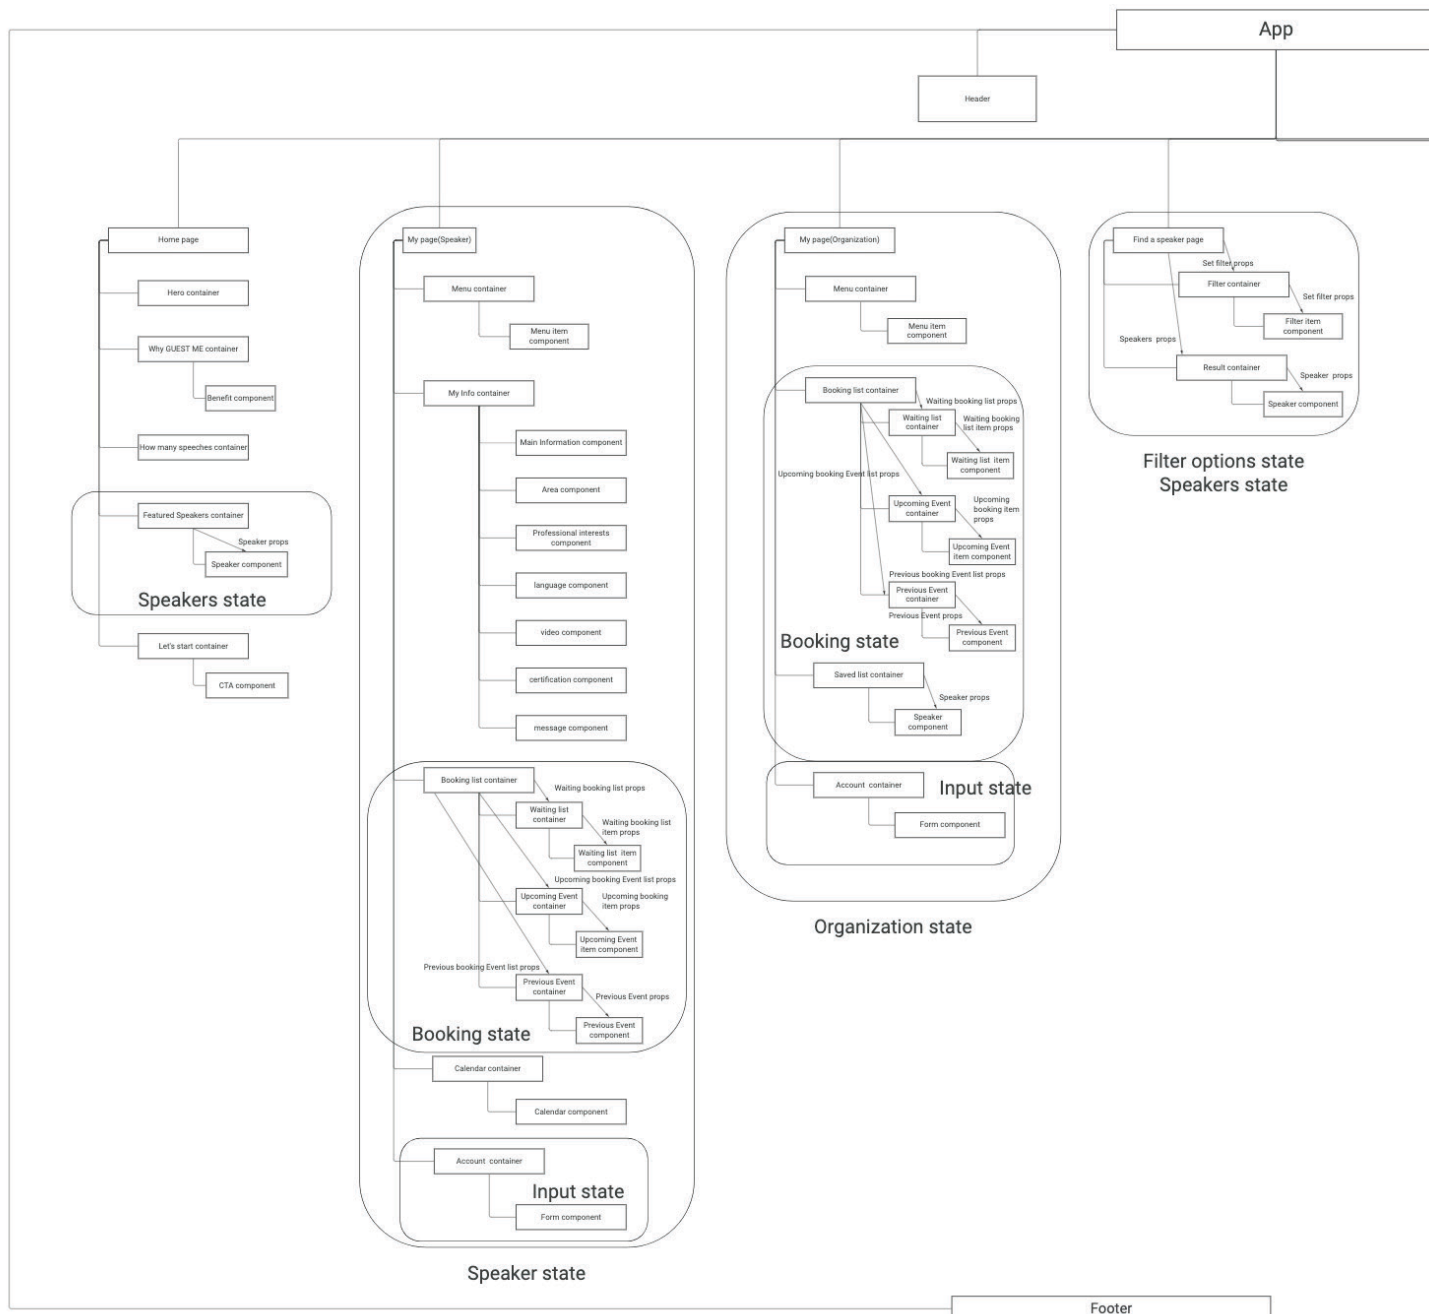 App
Header
Home page
Hero container
Why GUEST ME container
Benefit component
How many speeches container
Featured Speakers container
Speaker props
Speaker component
Speakers state
Let's start container
CTA component
My page(Speaker)
Menu container
Menu item
component
My Info container
Main Information component
Area component
Professional interests
component
language component
video component
certification component
message component
Booking list container
Waiting booking list props
Waiting list
container
Waiting booking list
item props
Waiting list item
component
Upcoming booking Event list props
Upcoming Event
container
Upcoming booking
item props
Upcoming Event
item component
Previous booking Event list props
Previous Event
container
Previous Event props
Previous Event
component
Booking state
Calendar container
Calendar component
Account container
Input state
Form component
Speaker state
My page(Organization)
Menu container
Menu item
component
Booking list container
Waiting booking list props
Waiting list
container
Waiting booking
list item props
Waiting list item
component
Upcoming booking Event list props
Upcoming Event
container
Upcoming
booking item
props
Upcoming Event
item component
Previous booking Event list props
Previous Event
container
Previous Event props
Previous Event
component
Booking state
Saved list container
Speaker props
Speaker
component
Account container
Input state
Form component
Organization state
Find a speaker page
Set filter props
Filter container
Set filter props
Filter item
component
Speakers props
Result container
Speaker props
Speaker component
Filter options state
Speakers state
Footer